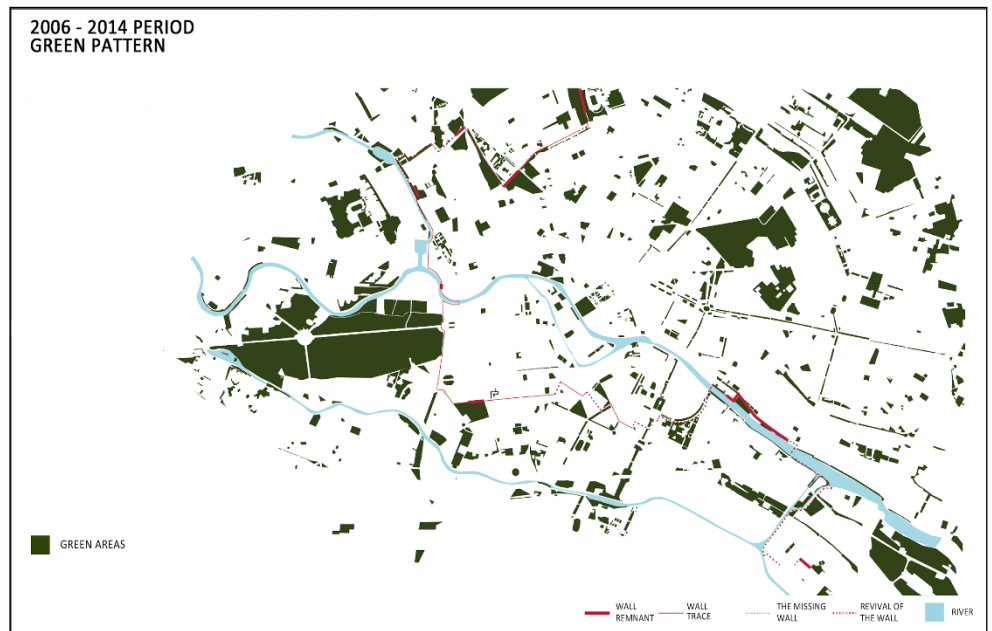 2006 - 2014 PERIOD
GREEN PATTERN
GREEN AREAS
WALL
REMNANT
WALL
TRACE
THE MISSING
WALL
REVIVAL OF
THE WALL
RIVER